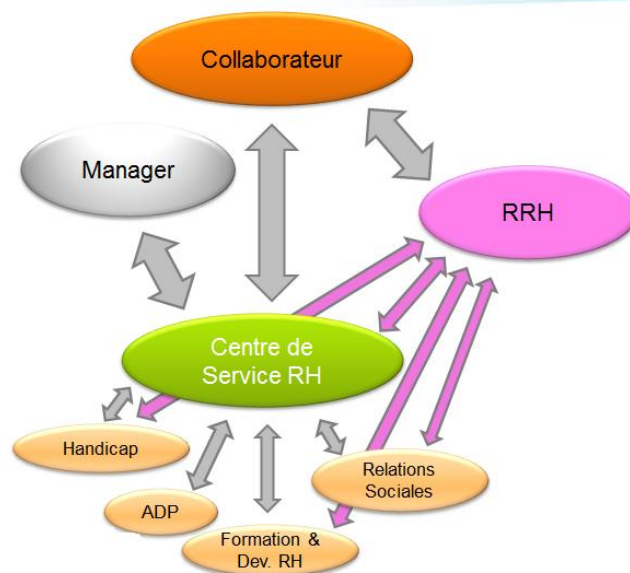 Collaborateur
Manager
RRH
Centre de
Service RH
Handicap
Relations
Sociales
ADP
Formation &
Dev. RH